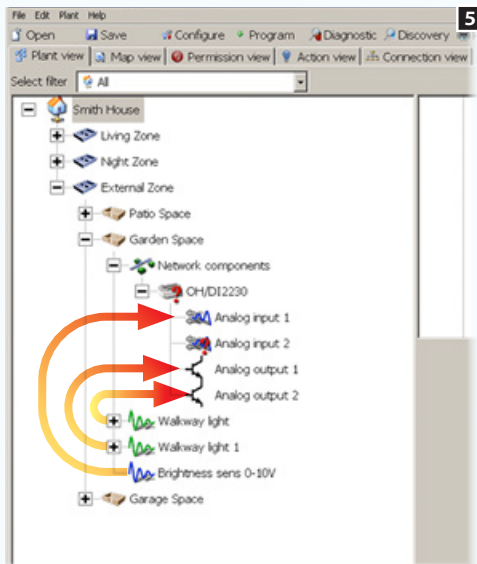 File Edit Plant Help
5
Open Save Configure Program Diagnostic Discovery
Plant view Map view Permission view Action view Connection view
Select filter All
Smith House
Living Zone
Night Zone
External Zone
Patio Space
Garden Space
Network components
OH/DI2230
Analog input 1
Analog input 2
Analog output 1
Analog output 2
Walkway light
Walkway light 1
Brightness sens 0-10V
Garage Space